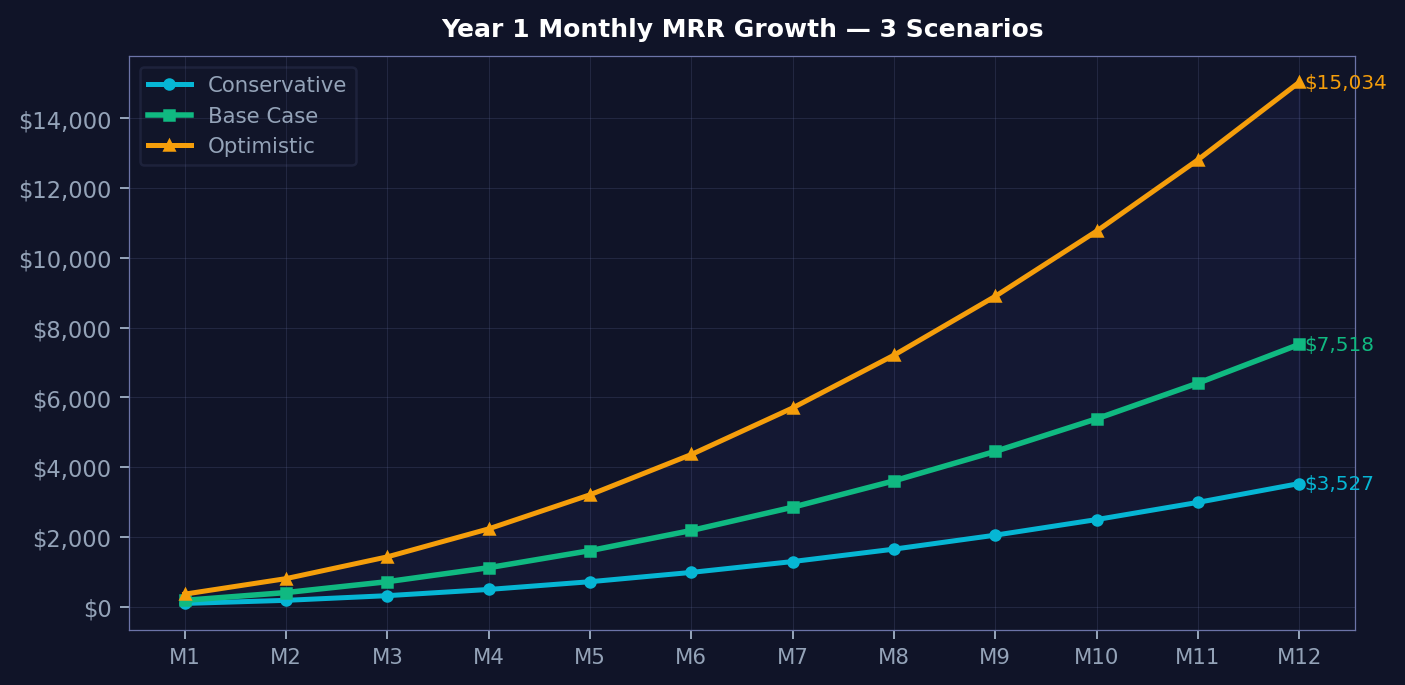 Year 1 Monthly MRR Growth — 3 Scenarios
Conservative
Base Case
Optimistic
$15,034
$14,000
$12,000
$10,000
$8,000
$7,518
$6,000
$4,000
$3,527
$2,000
$0
M1 M2 M3 M4 M5 M6 M7 M8 M9 M10 M11 M12